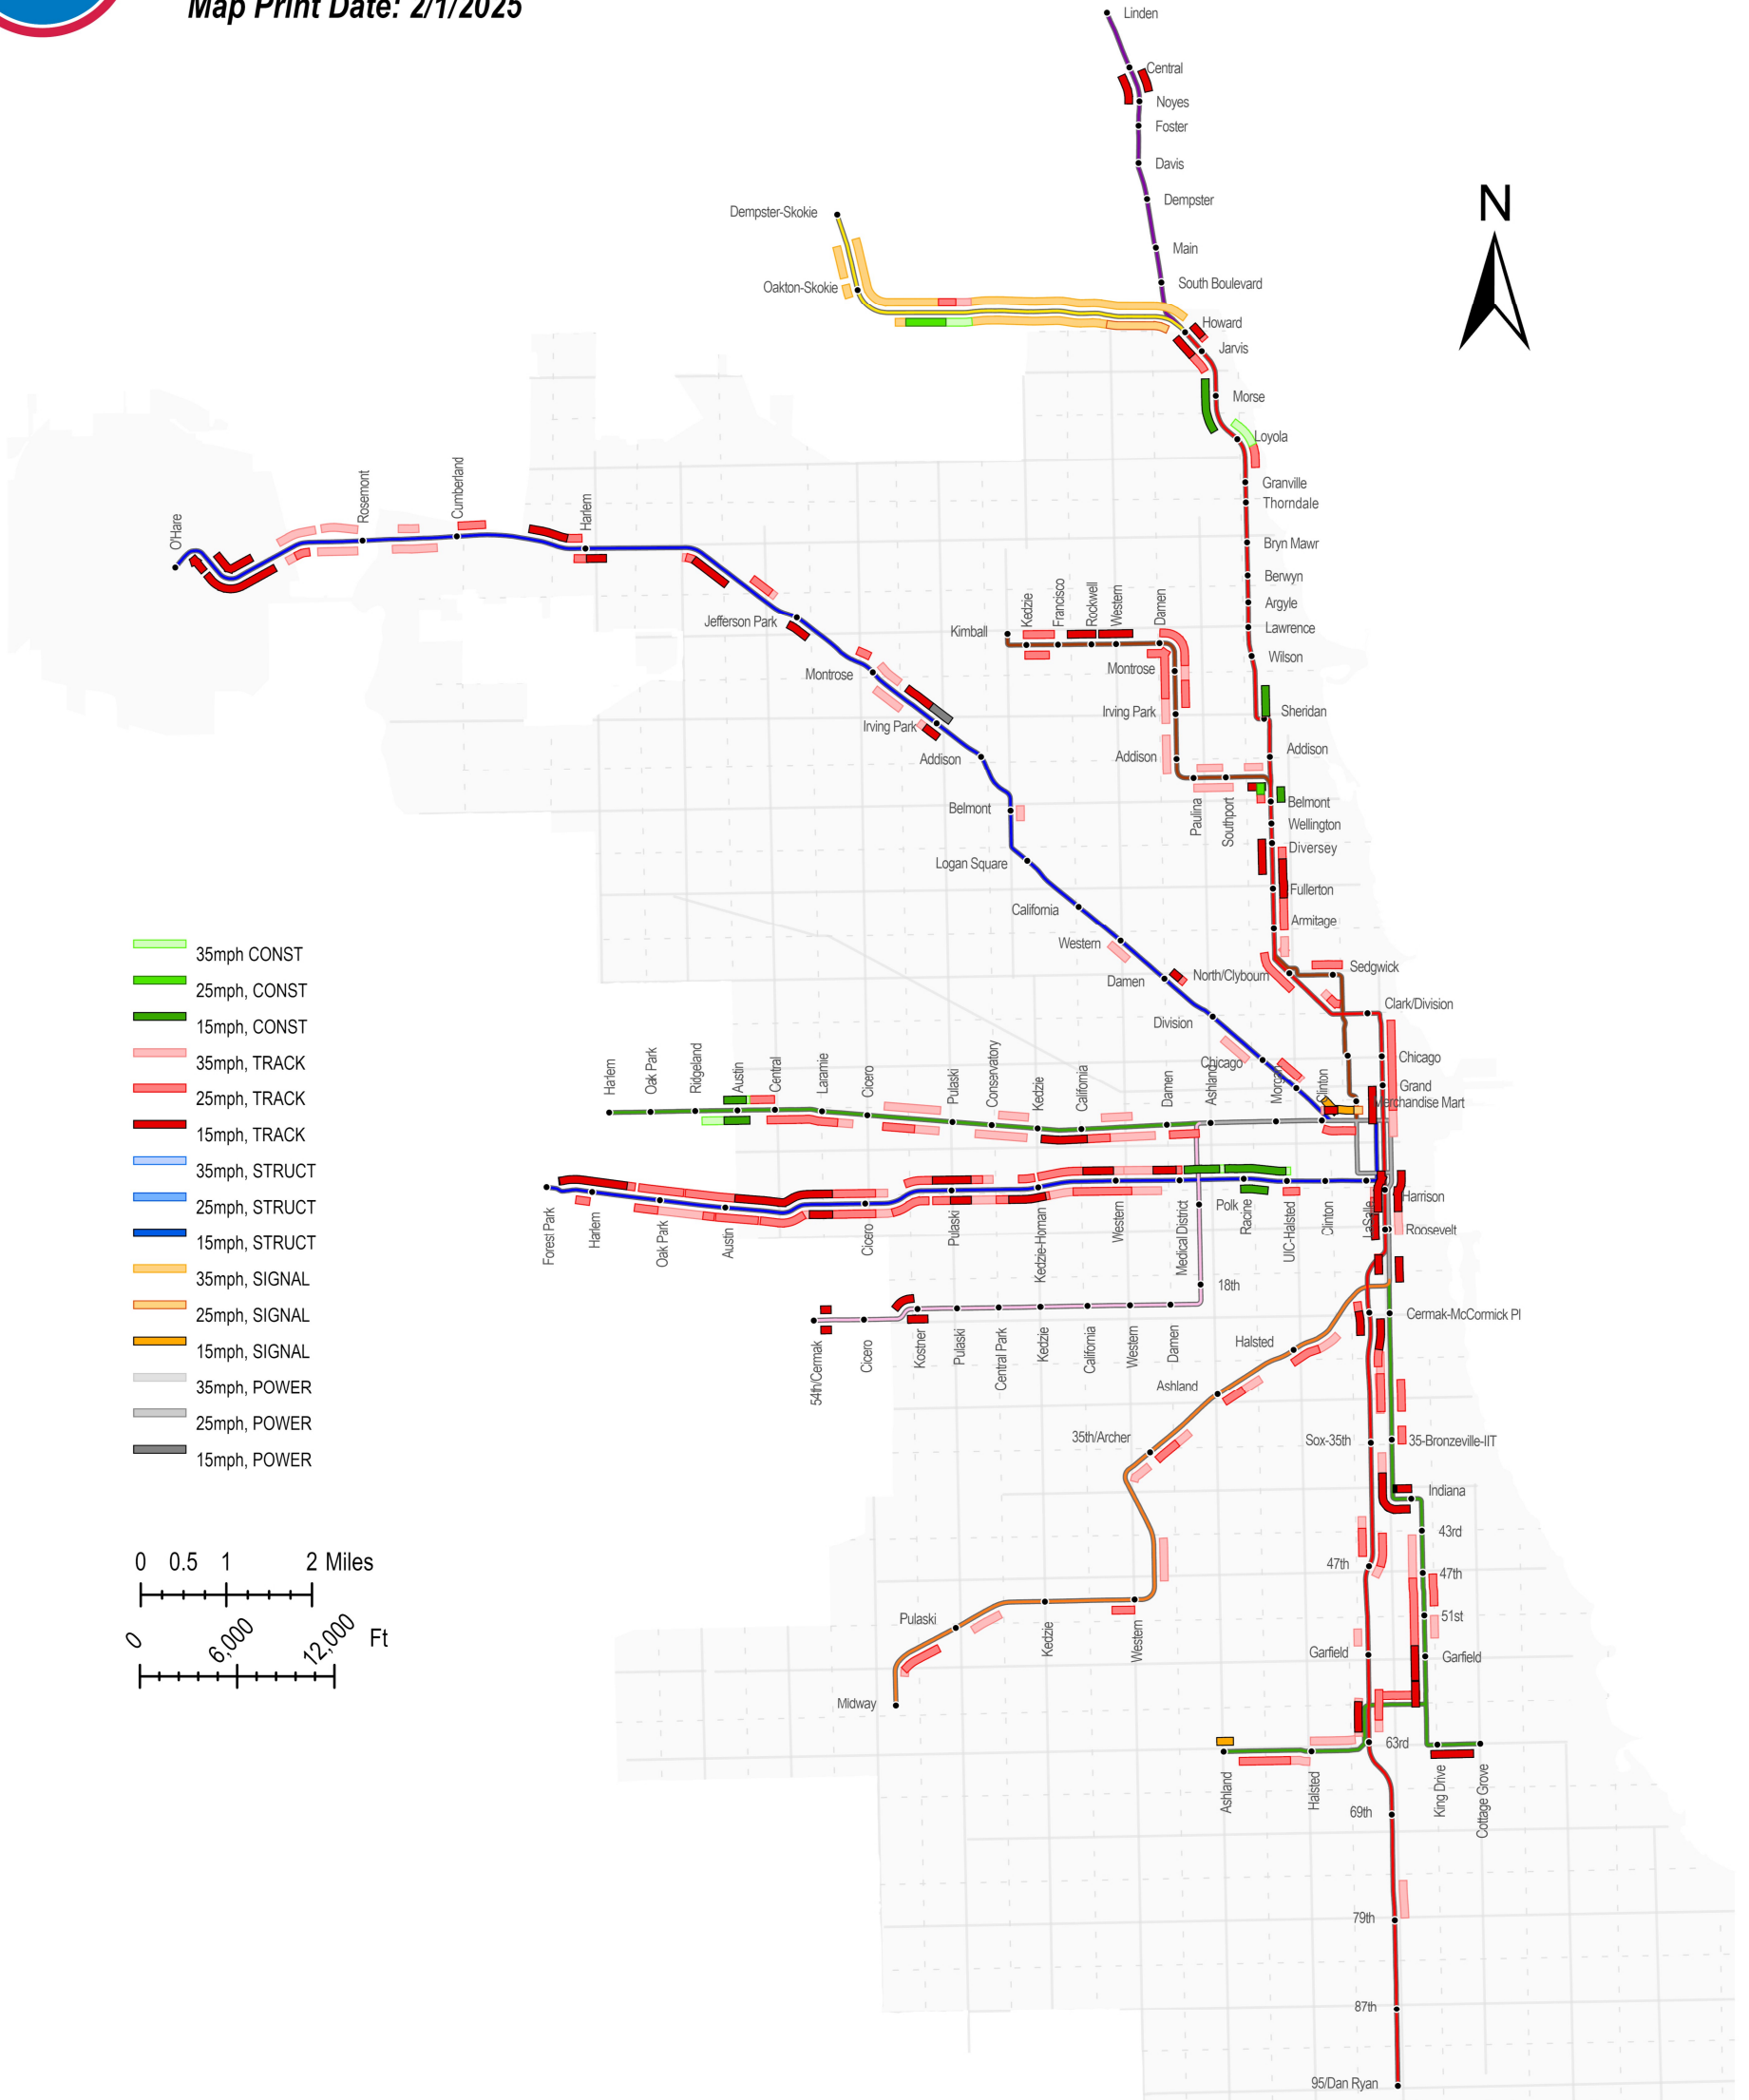 Map Print Date: 2/1/2025
Linden
Central
Noyes
Foster
Davis
Dempster
Main
South Boulevard
Howard
Jarvis
Morse
Loyola
Granville
Thorndale
Bryn Mawr
Berwyn
Argyle
Lawrence
Wilson
Sheridan
Addison
Belmont
Wellington
Diversey
Fullerton
Armitage
Sedgwick
North/Clybourn
Clark/Division
Chicago
Grand
Merchandise Mart
N
Dempster-Skokie
Oakton-Skokie
O'Hare
Rosemont
Cumberland
Harlem
Jefferson Park
Montrose
Irving Park
Addison
Belmont
Logan Square
California
Western
Damen
Division
Chicago
Kimball
Kedzie
Francisco
Rockwell
Western
Damen
Montrose
Irving Park
Addison
Paulina
Southport
35mph CONST
25mph, CONST
15mph, CONST
35mph, TRACK
25mph, TRACK
15mph, TRACK
35mph, STRUCT
25mph, STRUCT
15mph, STRUCT
35mph, SIGNAL
25mph, SIGNAL
15mph, SIGNAL
35mph, POWER
25mph, POWER
15mph, POWER
0 0.5 1 2 Miles
0 6,000 12,000 Ft
Harlem
Oak Park
Ridgeland
Austin
Central
Laramie
Cicero
Pulaski
Conservatory
Kedzie
California
Damen
Ashland
Morgan
Clinton
Forest Park
Harlem
Oak Park
Austin
Cicero
Pulaski
Kedzie-Homan
Western
Medical District
Polk
Racine
UIC-Halsted
Clinton
LaSalle
Harrison
Roosevelt
18th
54th/Cermak
Cicero
Kostner
Pulaski
Central Park
Kedzie
California
Western
Damen
Halsted
Ashland
35th/Archer
Western
Kedzie
Pulaski
Midway
Cermak-McCormick Pl
Sox-35th
35-Bronzeville-IIT
Indiana
43rd
47th
47th
51st
Garfield
Garfield
63rd
Ashland
Halsted
King Drive
Cottage Grove
69th
79th
87th
95/Dan Ryan